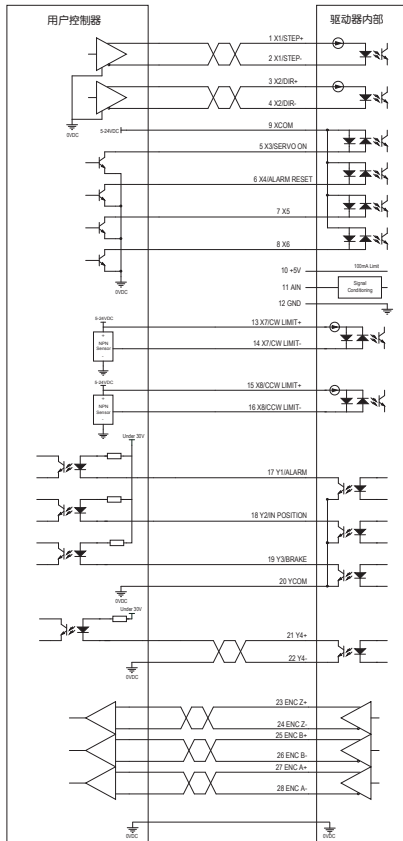 用户控制器 驱动器内部
1 X1/STEP+
2 X1/STEP-
3 X2/DIR+
4 X2/DIR-
0VDC
5-24VDC
9 XCOM
5 X3/SERVO ON
6 X4/ALARM RESET
7 X5
8 X6
0VDC
10 +5V
100mA Limit
11 AIN
Signal
Conditioning
12 GND
5-24VDC
13 X7/CW LIMIT+
+
NPN
Sensor
-
14 X7/CW LIMIT-
5-24VDC
15 X8/CCW LIMIT+
+
NPN
Sensor
-
16 X8/CCW LIMIT-
Under 30V
17 Y1/ALARM
18 Y2/IN POSITION
19 Y3/BRAKE
20 YCOM
0VDC
Under 30V
21 Y4+
22 Y4-
0VDC
23 ENC Z+
24 ENC Z-
25 ENC B+
26 ENC B-
27 ENC A+
28 ENC A-
0VDC 0VDC